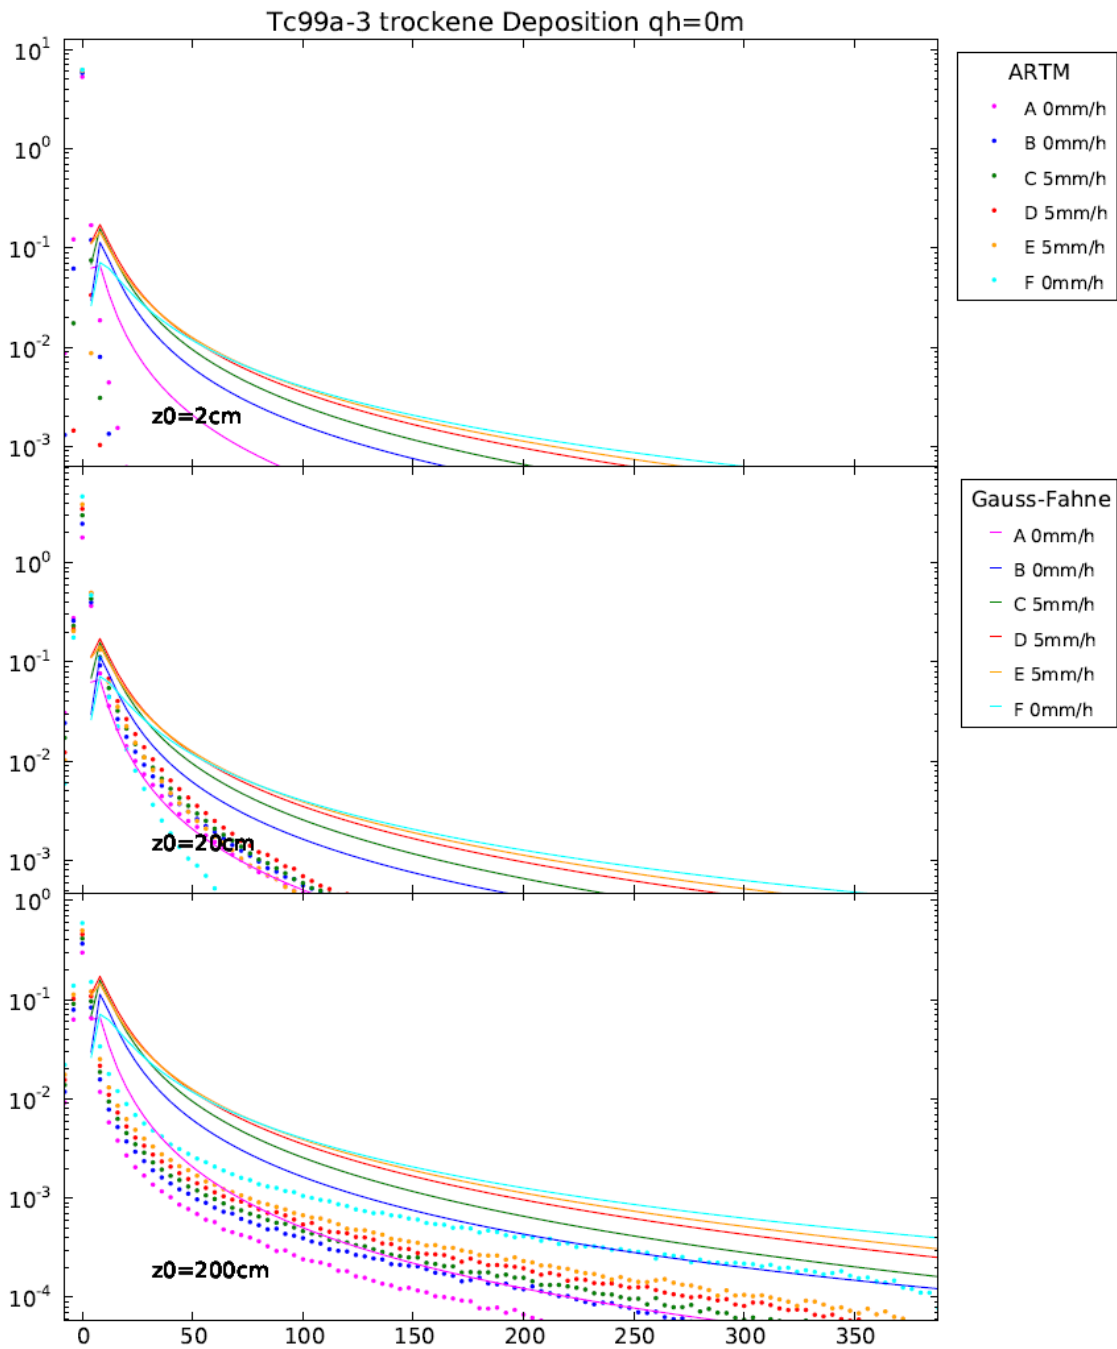 Tc99a-3 trockene Deposition qh=0m
10^1
10^0
10^-1
10^-2
10^-3
z0=2cm
ARTM
A 0mm/h
B 0mm/h
C 5mm/h
D 5mm/h
E 5mm/h
F 0mm/h
10^0
10^-1
10^-2
10^-3
10^0
z0=20cm
Gauss-Fahne
A 0mm/h
B 0mm/h
C 5mm/h
D 5mm/h
E 5mm/h
F 0mm/h
10^0
10^-1
10^-2
10^-3
10^-4
z0=200cm
0 50 100 150 200 250 300 350